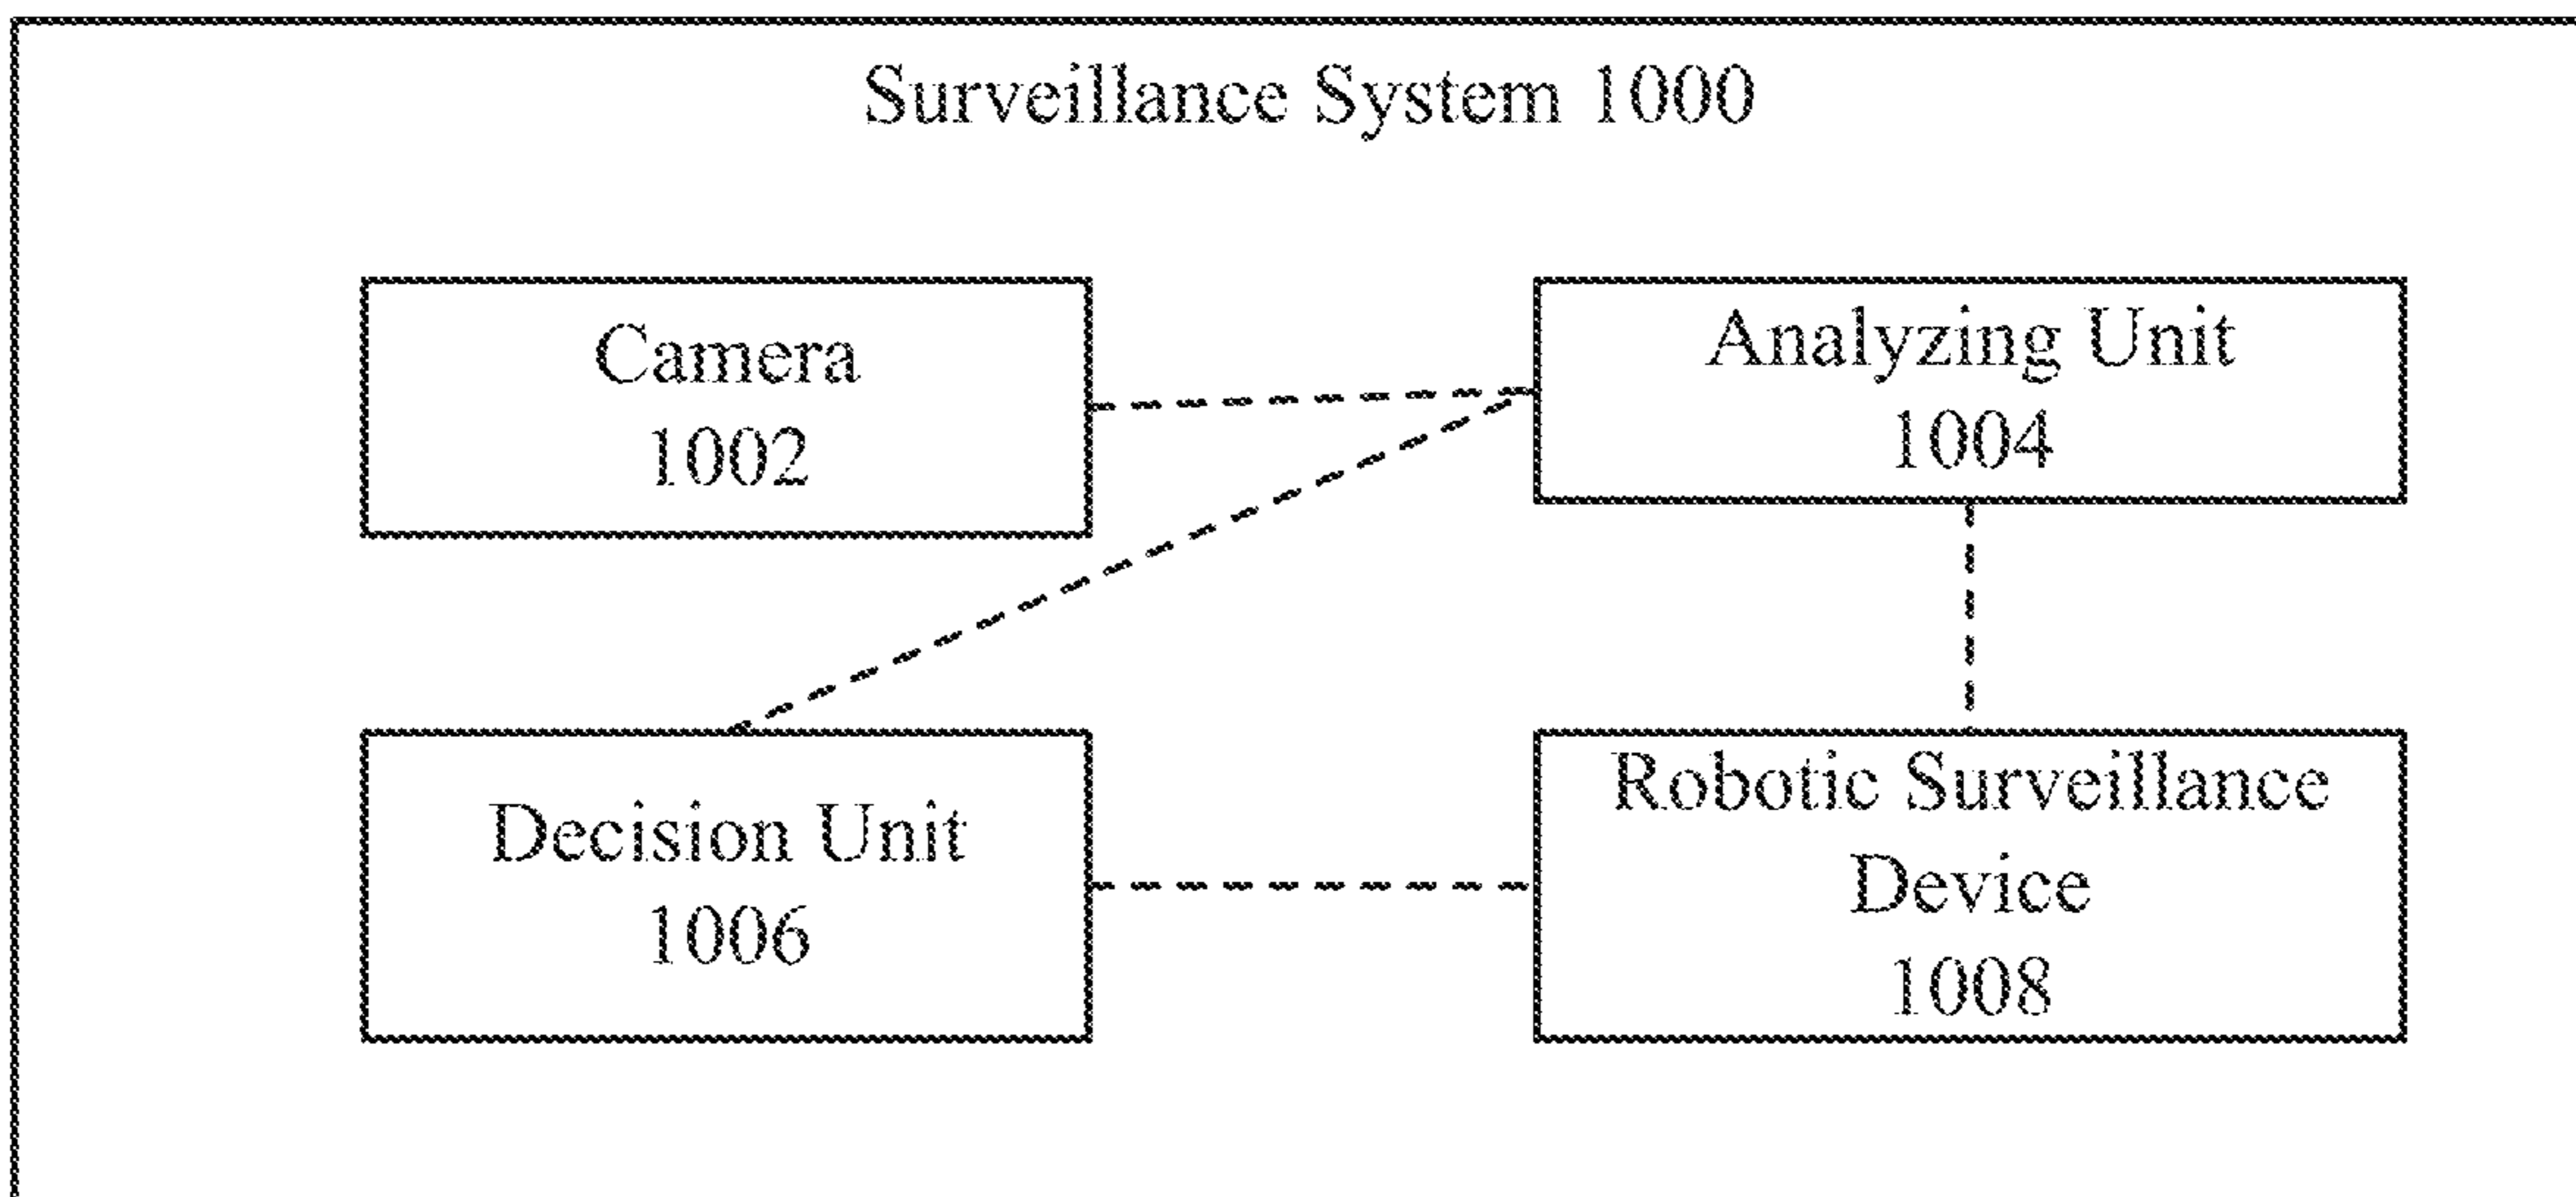 Surveillance System 1000
Camera
1002
Analyzing Unit
1004
Decision Unit
1006
Robotic Surveillance
Device
1008